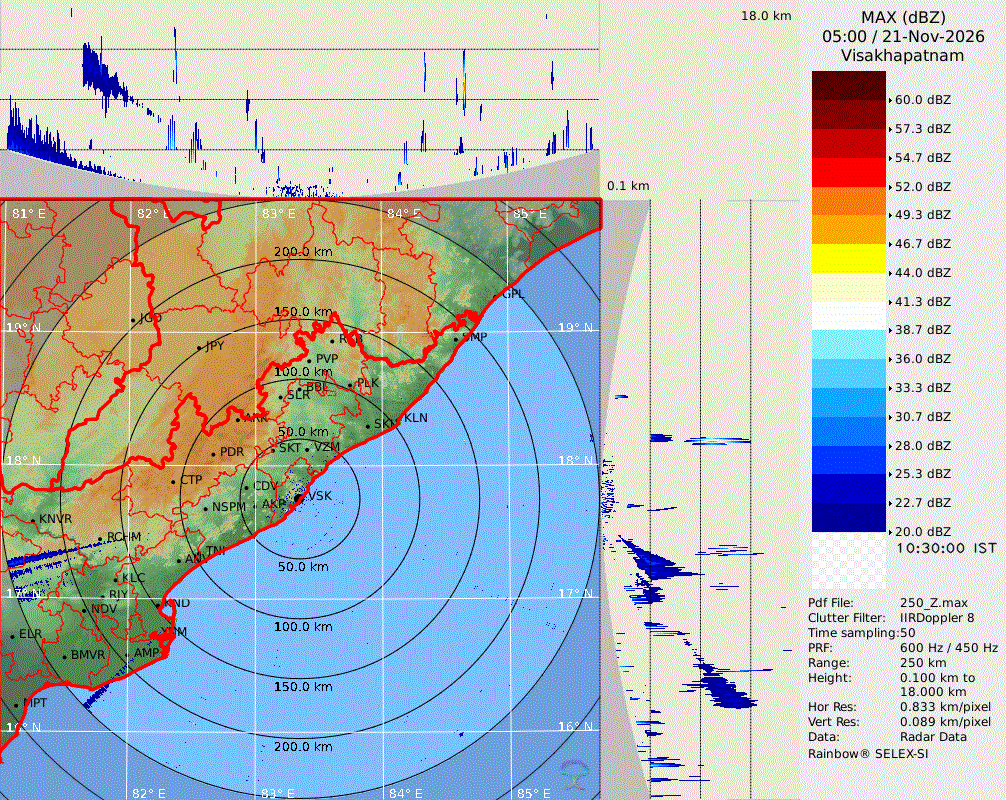 18.0 km
0.1 km
MAX (dBZ)
05:00 / 21-Nov-2026
Visakhapatnam
60.0 dBZ
57.3 dBZ
54.7 dBZ
52.0 dBZ
49.3 dBZ
46.7 dBZ
44.0 dBZ
41.3 dBZ
38.7 dBZ
36.0 dBZ
33.3 dBZ
30.7 dBZ
28.0 dBZ
25.3 dBZ
22.7 dBZ
20.0 dBZ
10:30:00 IST
Pdf File: 250_Z.max
Clutter Filter: IIRDoppler 8
Time sampling:50
PRF: 600 Hz / 450 Hz
Range: 250 km
Height: 0.100 km to
18.000 km
Hor Res: 0.833 km/pixel
Vert Res: 0.089 km/pixel
Data: Radar Data
Rainbow® SELEX-SI
81° E 82° E 83° E 84° E 85° E
200.0 km
GPL
150.0 km
JGD
19° N 19° N
JPY
SMP
PVP
100.0 km
PLK
SLR
KLN
50.0 km
SKT VZM
PDR
18° N 18° N
CTP
CDV
VSK
NSPM AKP
KNVR
RCHM
TNI
50.0 km
KLC
RJY
17° N 17° N
KND
NDV
100.0 km
ELR
BMVR AMP
150.0 km
MPT
16° N 16° N
200.0 km
82° E 83° E 84° E 85° E